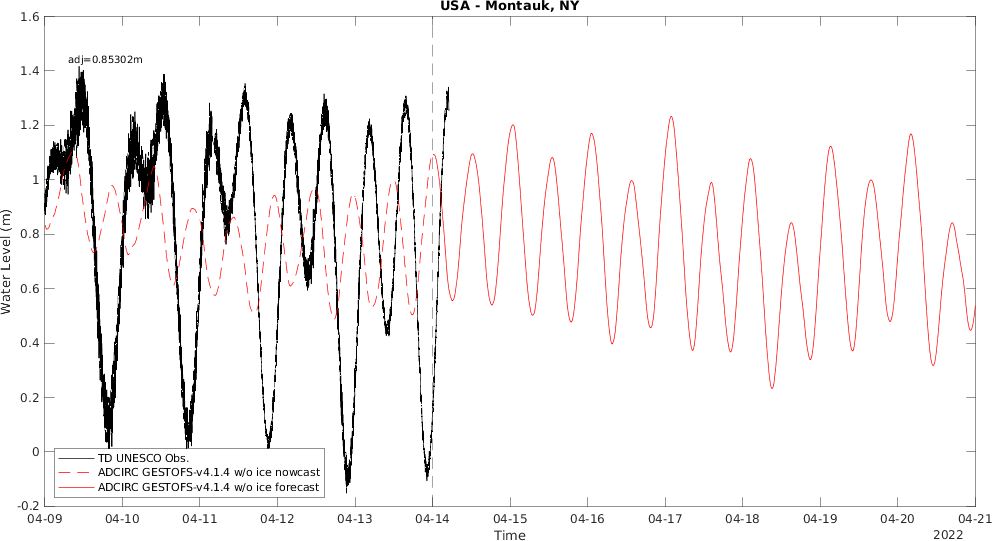 USA - Montauk, NY
1.6
1.4
1.2
1
0.8
0.6
0.4
0.2
0
-0.2
Water Level (m)
adj=0.85302m
TD UNESCO Obs.
ADCIRC GESTOFS-v4.1.4 w/o ice nowcast
ADCIRC GESTOFS-v4.1.4 w/o ice forecast
04-09 04-10 04-11 04-12 04-13 04-14 04-15 04-16 04-17 04-18 04-19 04-20 04-21
Time
2022